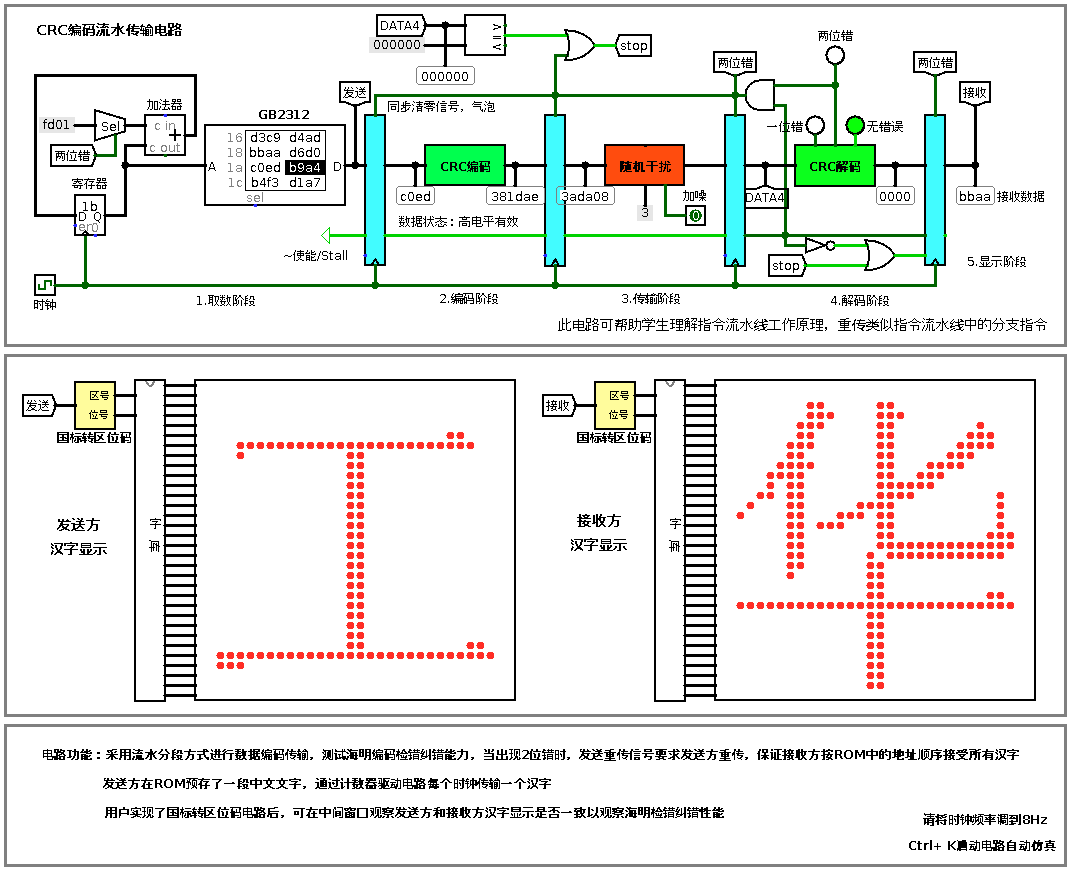 CRC编码流水传输电路
DATA4
000000
000000
stop
同步清零信号，气泡
加法器
fd01
Sel
c in
c out
两位错
寄存器
1b
D Q
GB2312
A
16 d3c9 d4ad
18 bbaa d6d0
1a c0ed b9a4
1c b4f3 d1a7
sel
D
发送
CRC编码
c0ed
381dae
3ada08
随机干扰
3
加噪
0
两位错
两位错
一位错
无错误
DATA4
CRC解码
0000
两位错
接收
bbaa 接收数据
数据状态：高电平有效
~使能/Stall
stop
时钟
1.取数阶段
2.编码阶段
3.传输阶段
4.解码阶段
5.显示阶段
此电路可帮助学生理解指令流水线工作原理，重传类似指令流水线中的分支指令
发送
区号
位号
国标转区位码
发送方
汉字显示
字
库
工
接收
区号
位号
国标转区位码
接收方
汉字显示
字
库
华
电路功能：采用流水分段方式进行数据编码传输，测试海明编码检错纠错能力，当出现2位错时，发送重传信号要求发送方重传，保证接收方按ROM中的地址顺序接受所有汉字
发送方在ROM预存了一段中文文字，通过计数器驱动电路每个时钟传输一个汉字
用户实现了国标转区位码电路后，可在中间窗口观察发送方和接收方汉字显示是否一致以观察海明检错纠错性能
请将时钟频率调到8Hz
Ctrl+ K启动电路自动仿真